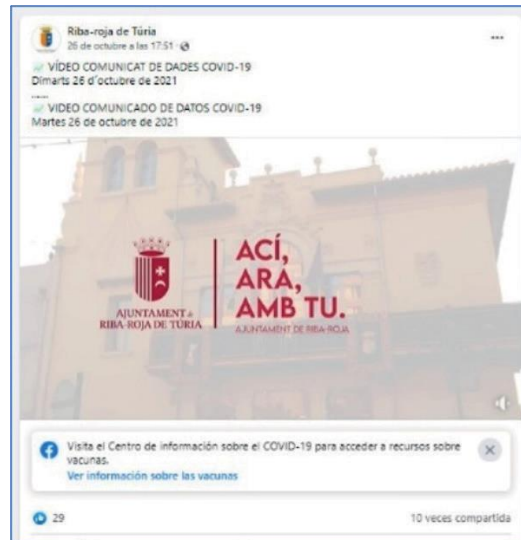 Riba-roja de Túria
26 de octubre a las 17:51 ·
VÍDEO COMUNICAT DE DADES COVID-19
Dimarts 26 d'octubre de 2021
.....
VIDEO COMUNICADO DE DATOS COVID-19
Martes 26 de octubre de 2021
AJUNTAMENT de
RIBA-ROJA DE TÚRIA
ACÍ,
ARA,
AMB TU.
AJUNTAMENT DE RIBA-ROJA
Visita el Centro de información sobre el COVID-19 para acceder a recursos sobre
vacunas.
Ver información sobre las vacunas
29
10 veces compartida